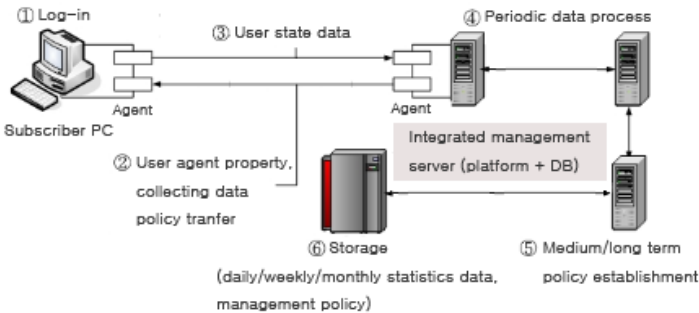 ① Log-in
③ User state data
④ Periodic data process
Agent
Agent
Subscriber PC
Integrated management
server (platform + DB)
② User agent property,
collecting data
policy tranfer
⑥ Storage
(daily/weekly/monthly statistics data,
management policy)
⑤ Medium/long term
policy establishment